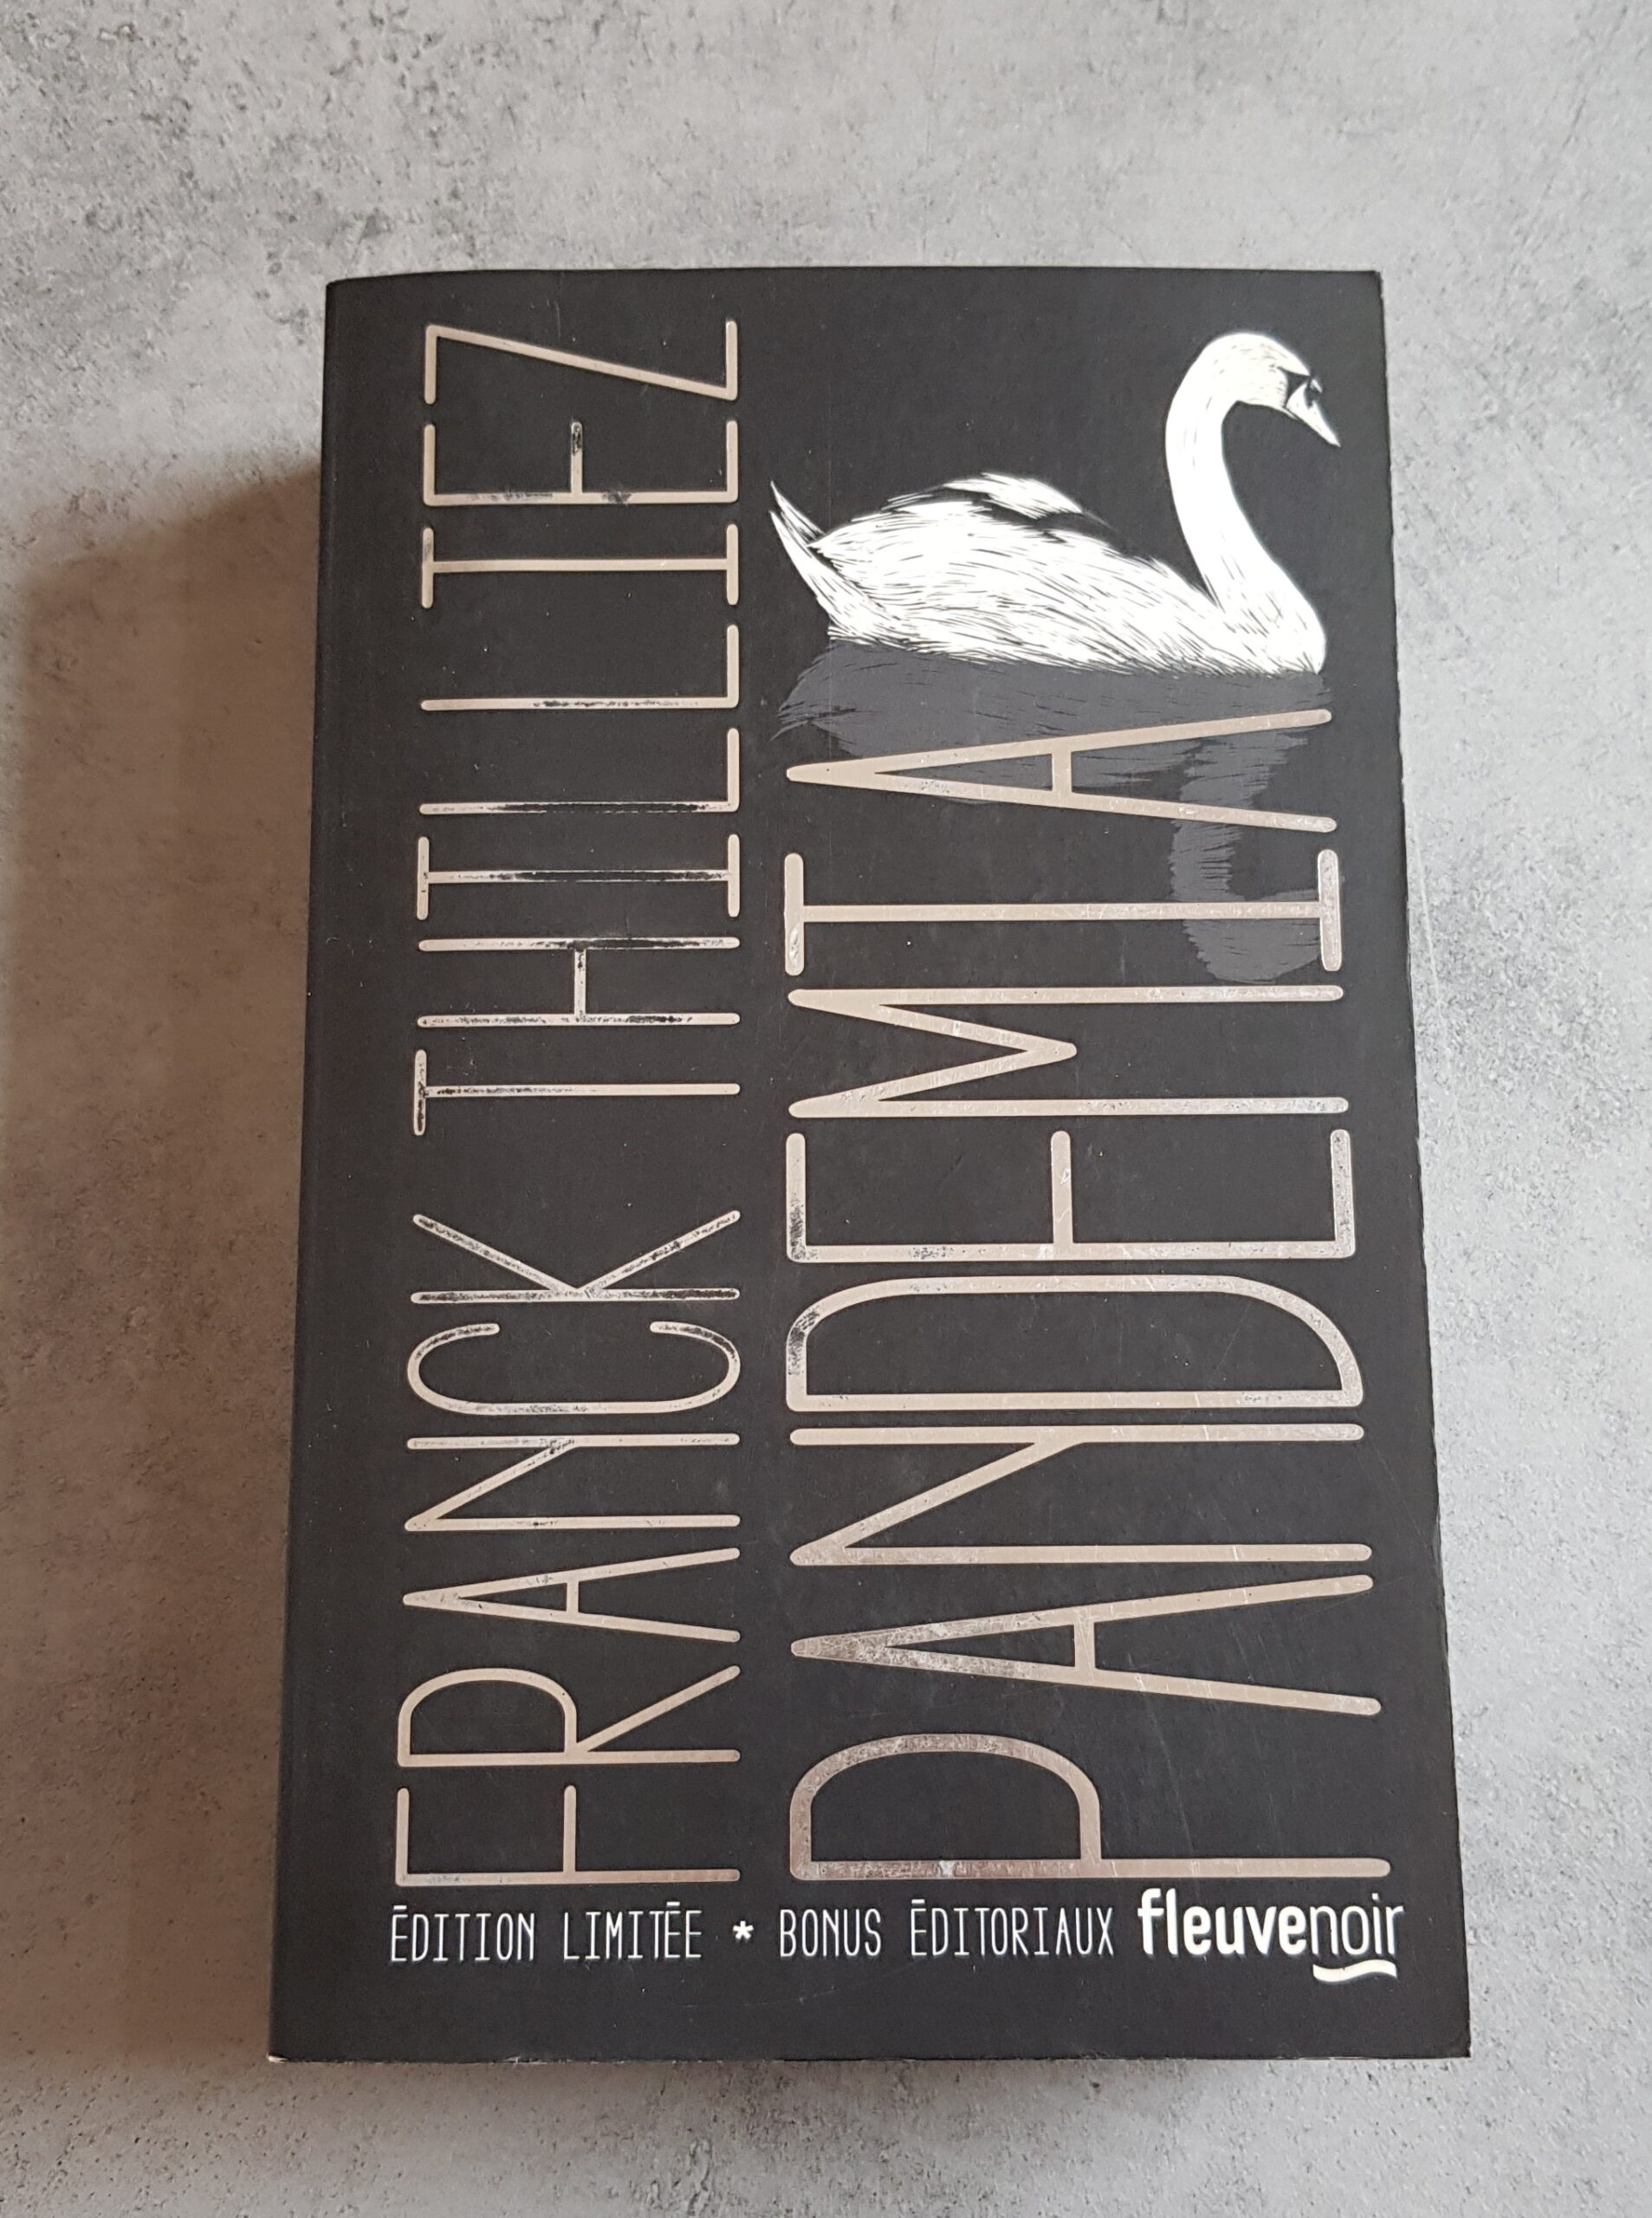 FRANCK THILLIEZ
PANDEMIA
ÉDITION LIMITÉE * BONUS ÉDITORIAUX fleuvenoir